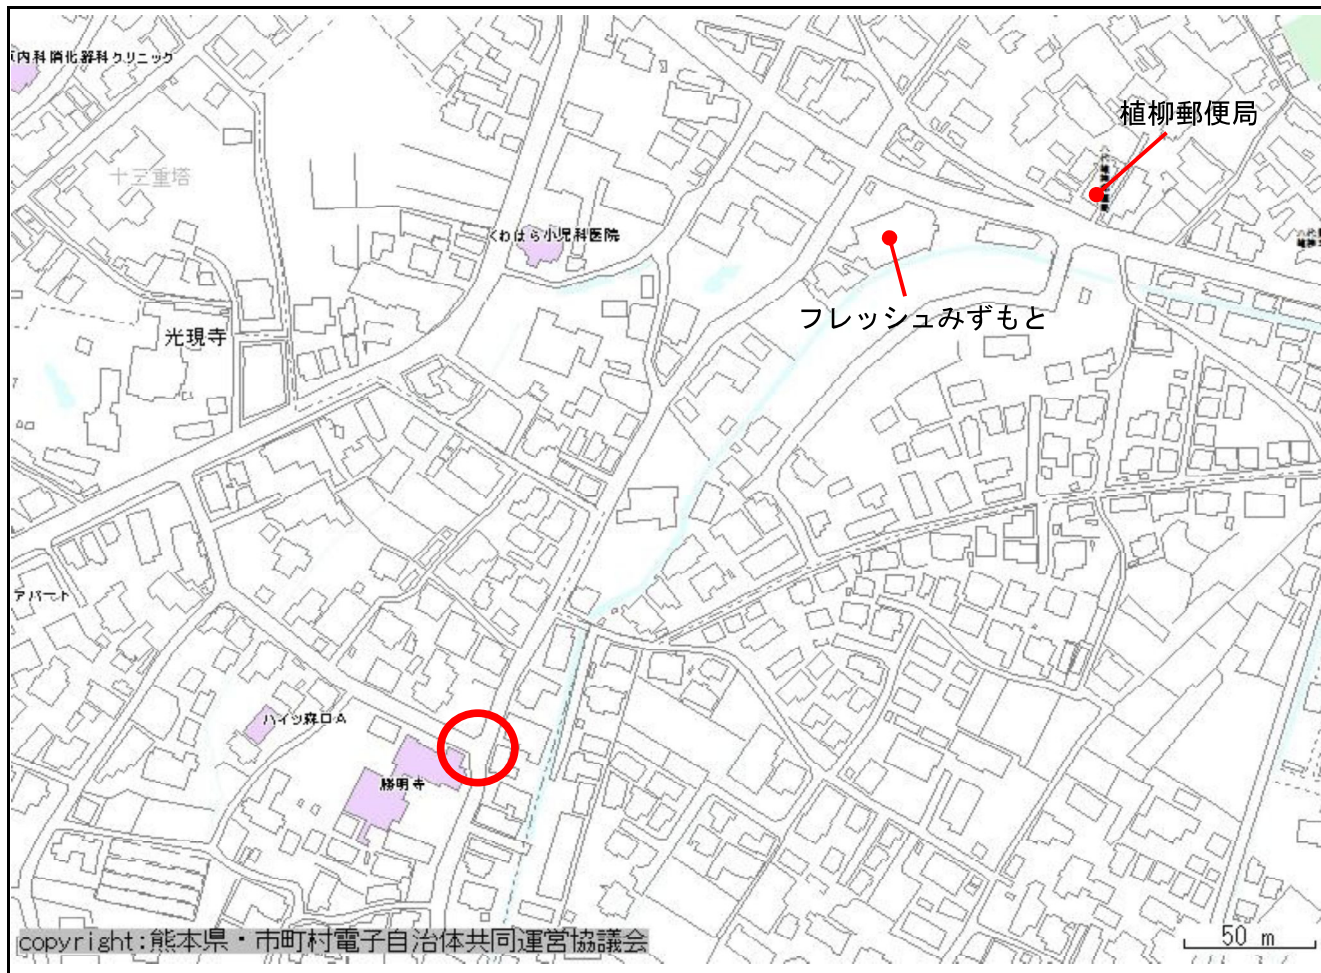 内科消化器科クリニック
植柳郵便局
十三重塔
くわはら小児科医院
フレッシュみずもと
光現寺
アパート
ハイツ森口A
勝明寺
50 m
copyright:熊本県・市町村電子自治体共同運営協議会